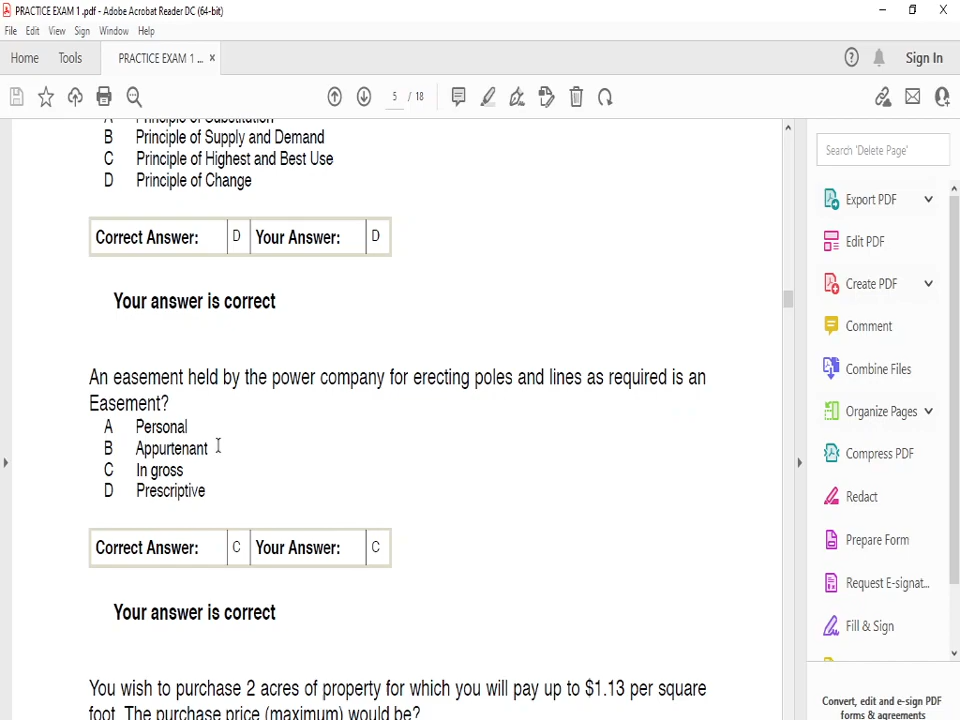 PRACTICE EXAM 1 .pdf - Adobe Acrobat Reader DC (64-bit)
File Edit View Sign Window Help
Home Tools PRACTICE EXAM 1 ... × Sign In
5 / 18
A Principle of Substitution
B Principle of Supply and Demand
C Principle of Highest and Best Use
D Principle of Change
Correct Answer: D Your Answer: D
Your answer is correct
An easement held by the power company for erecting poles and lines as required is an
Easement?
A Personal
B Appurtenant
C In gross
D Prescriptive
Correct Answer: C Your Answer: C
Your answer is correct
You wish to purchase 2 acres of property for which you will pay up to $1.13 per square
foot. The purchase price (maximum) would be?
Search 'Delete Page'
Export PDF
Edit PDF
Create PDF
Comment
Combine Files
Organize Pages
Compress PDF
Redact
Prepare Form
Request E-signat...
Fill & Sign
Convert, edit and e-sign PDF
forms & agreements